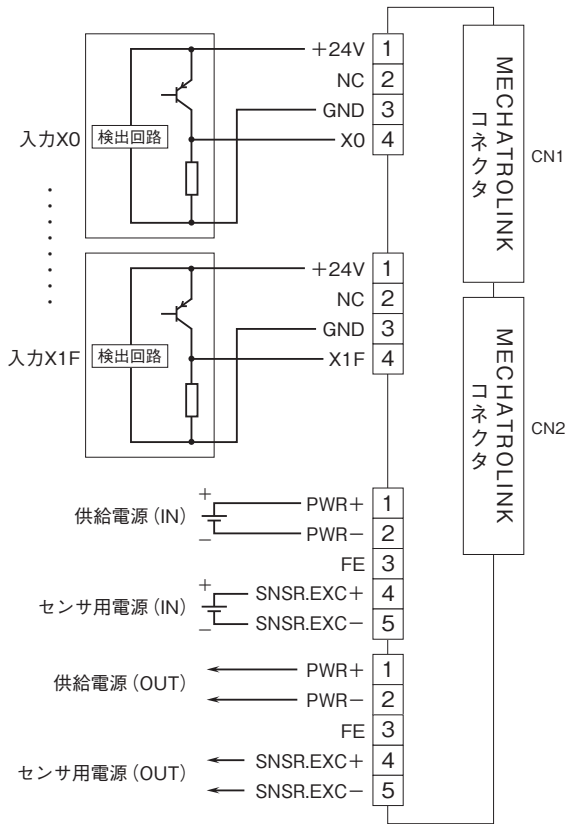 +24V 1
NC 2
GND 3
X0 4
入力X0
検出回路
+24V 1
NC 2
GND 3
X1F 4
入力X1F
検出回路
MECHATROLINK
コネクタ
CN1
MECHATROLINK
コネクタ
CN2
供給電源 (IN)
+
−
PWR+ 1
PWR− 2
FE 3
センサ用電源 (IN)
+
−
SNSR.EXC+ 4
SNSR.EXC− 5
供給電源 (OUT)
PWR+ 1
PWR− 2
FE 3
センサ用電源 (OUT)
SNSR.EXC+ 4
SNSR.EXC− 5